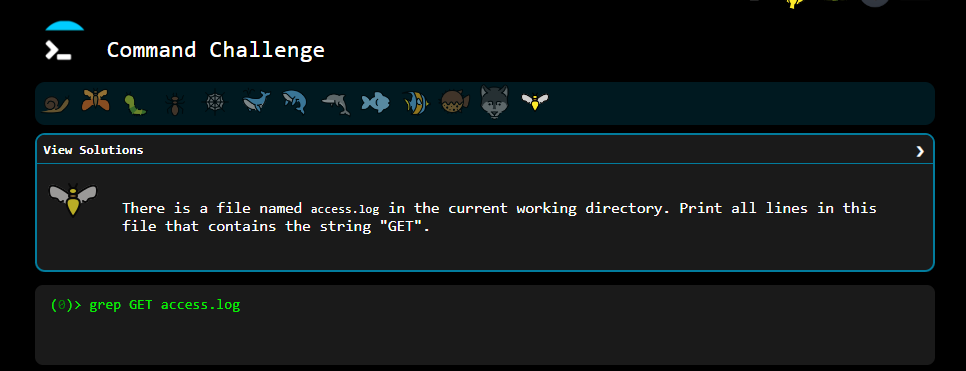 Command Challenge
View Solutions
There is a file named access.log in the current working directory. Print all lines in this
file that contains the string "GET".
(0)> grep GET access.log